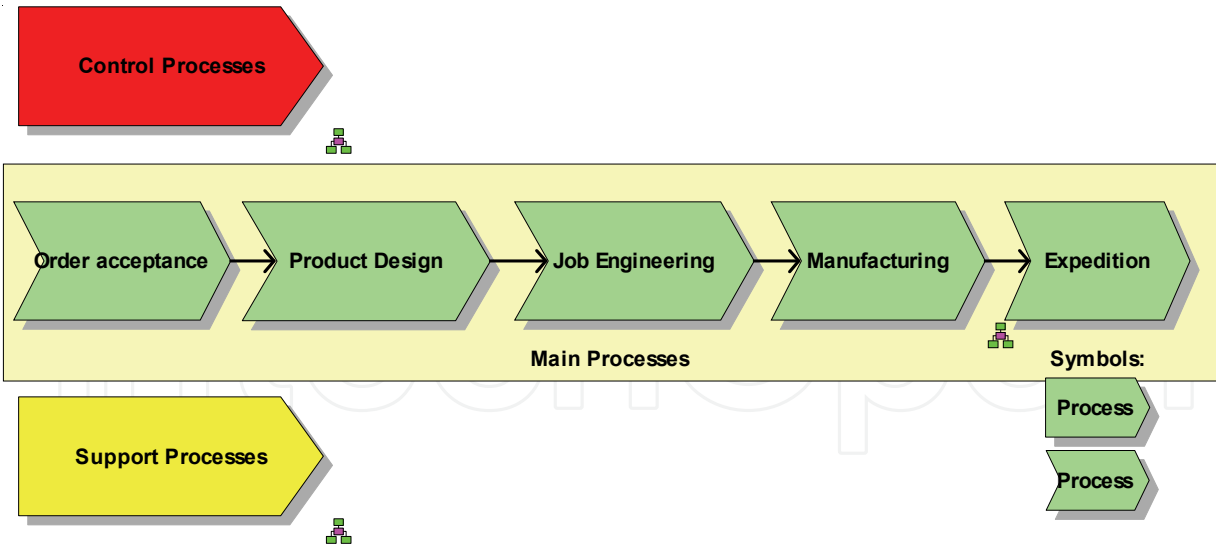 Control Processes
Order acceptance
Product Design
Job Engineering
Manufacturing
Expedition
Main Processes
Symbols:
Process
Support Processes
Process